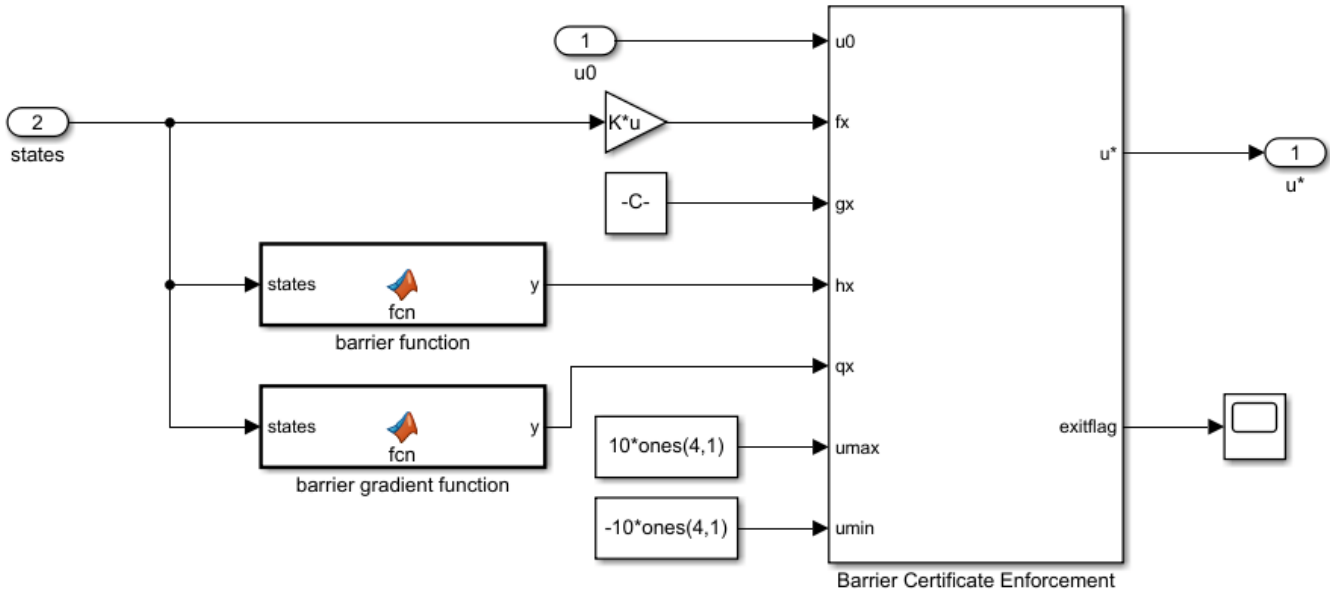 1
u0
2
states
K*u
-C-
states
fcn
y
barrier function
states
fcn
y
barrier gradient function
10*ones(4,1)
-10*ones(4,1)
u0
fx
gx
hx
qx
umax
umin
u*
exitflag
Barrier Certificate Enforcement
1
u*